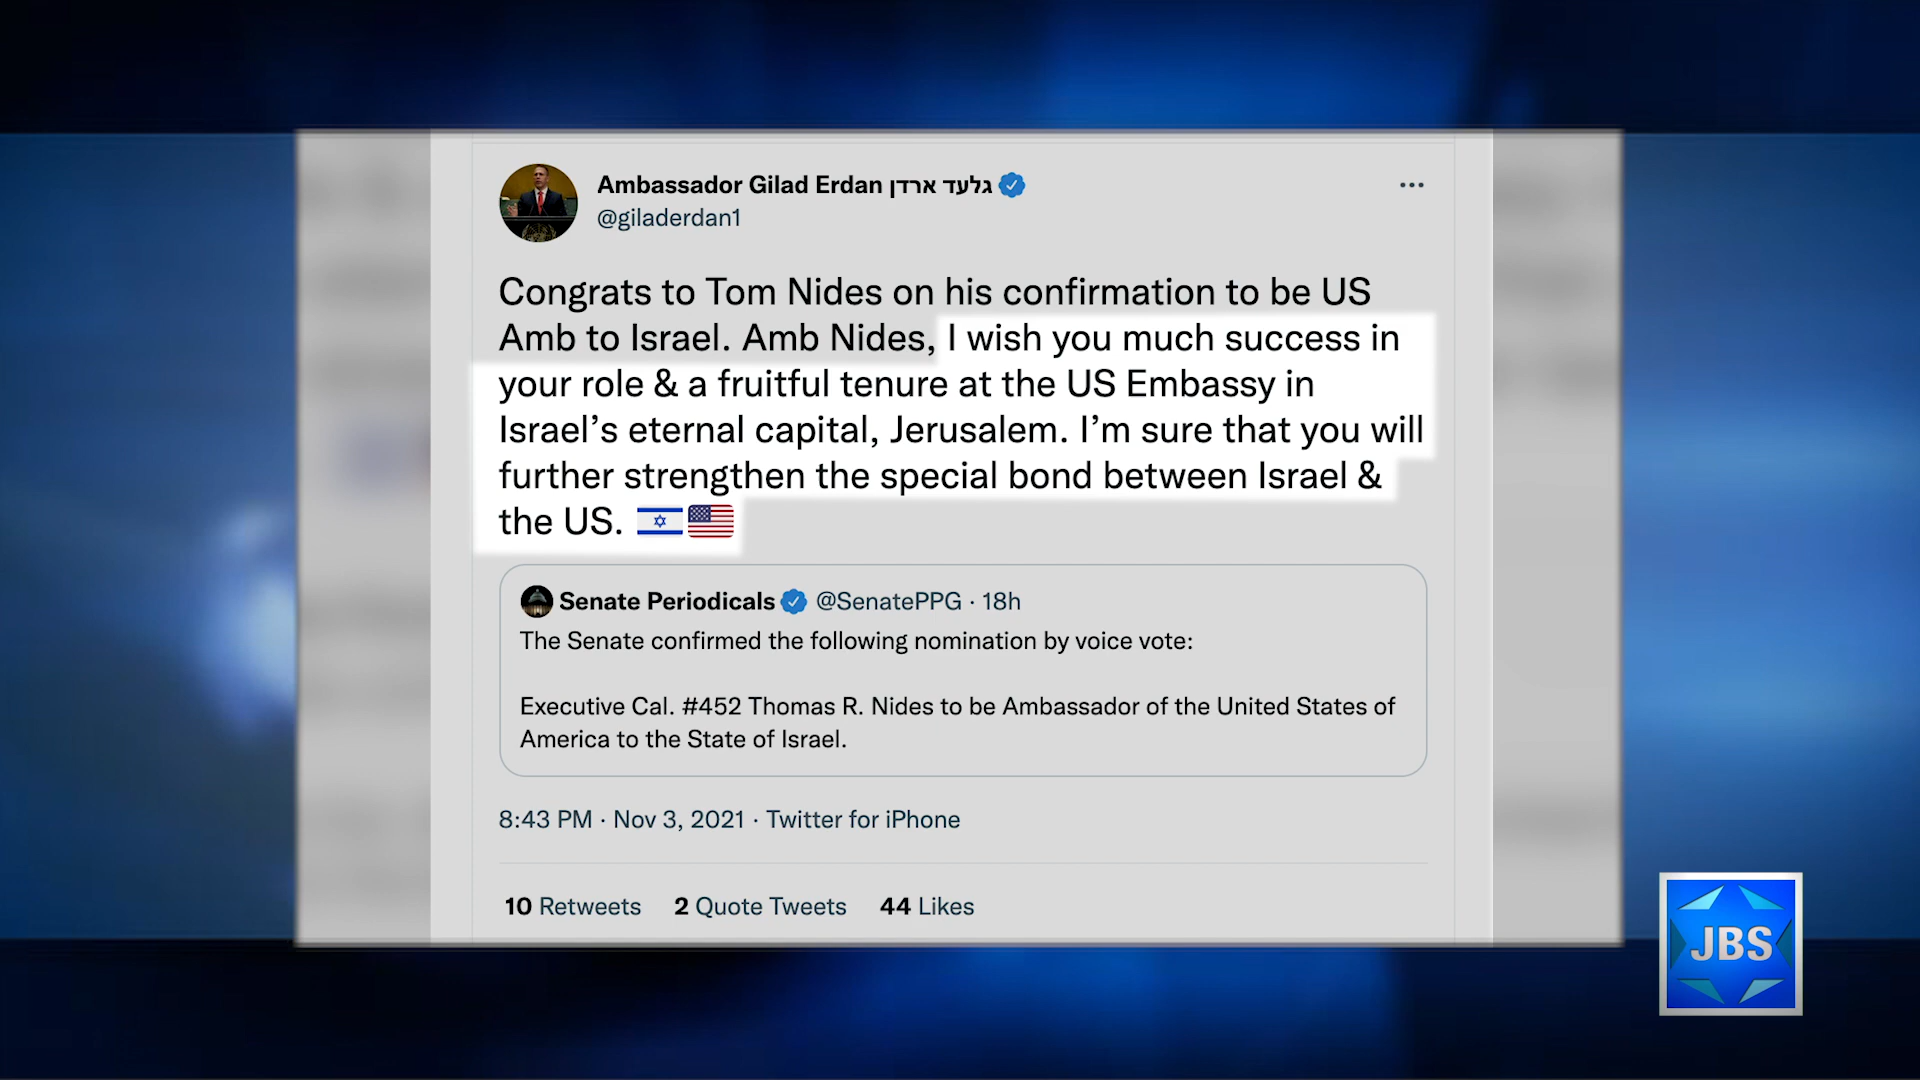 Ambassador Gilad Erdan גלעד ארדן
@giladerdan1
Congrats to Tom Nides on his confirmation to be US
Amb to Israel. Amb Nides, I wish you much success in
your role & a fruitful tenure at the US Embassy in
Israel’s eternal capital, Jerusalem. I’m sure that you will
further strengthen the special bond between Israel &
the US. 🇮🇱🇺🇸
Senate Periodicals @SenatePPG · 18h
The Senate confirmed the following nomination by voice vote:
Executive Cal. #452 Thomas R. Nides to be Ambassador of the United States of
America to the State of Israel.
8:43 PM · Nov 3, 2021 · Twitter for iPhone
10 Retweets 2 Quote Tweets 44 Likes
JBS